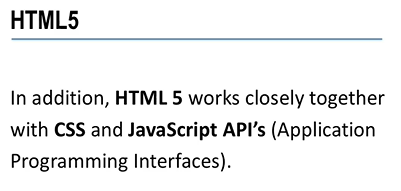 HTML5
In addition, HTML 5 works closely together
with CSS and JavaScript API’s (Application
Programming Interfaces).